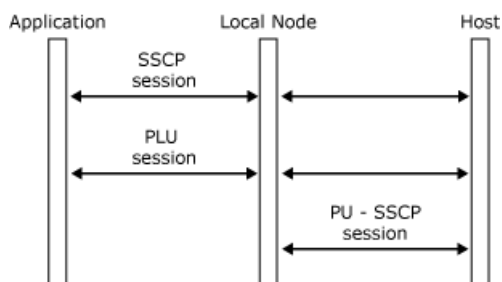 Application
Local Node
Host
SSCP
session
PLU
session
PU - SSCP
session